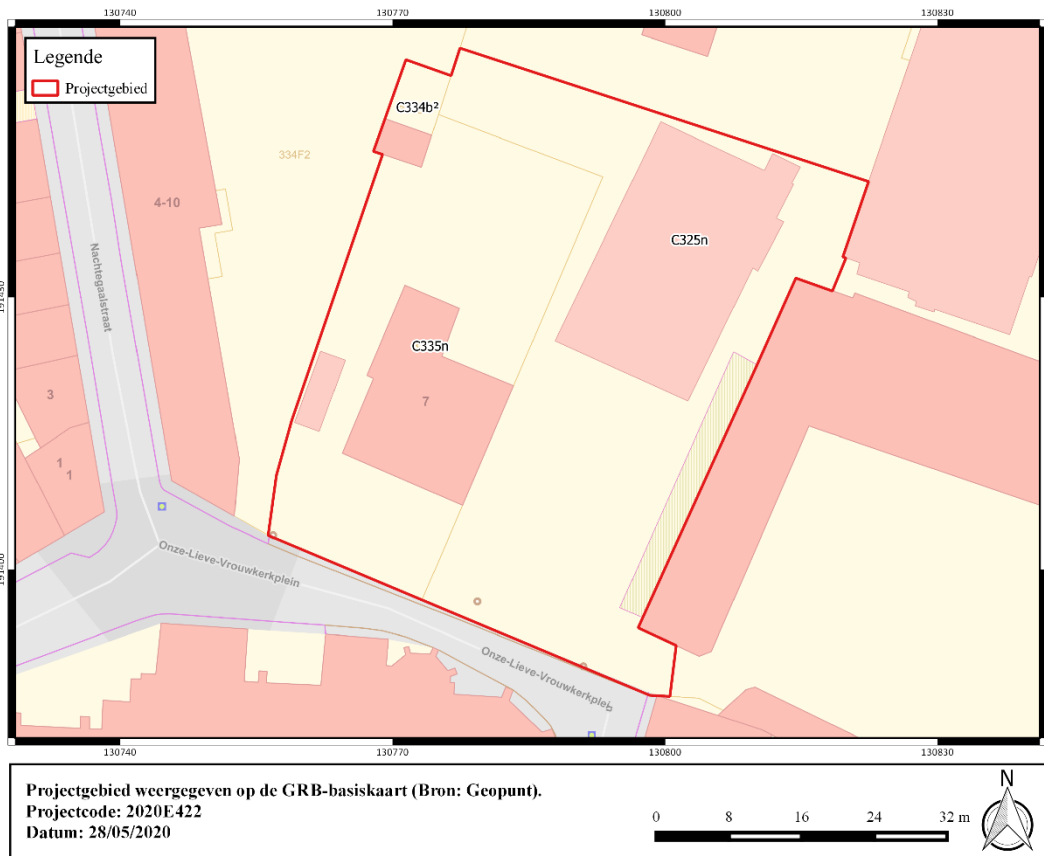 130740 130770 130800 130830
Legende
Projectgebied
C334b²
334F2
4-10
C325n
Nachtegaalstraat
191430
C335n
3
7
1
1
Onze-Lieve-Vrouwkerkplein
191400
Onze-Lieve-Vrouwkerkplein
130740 130770 130800 130830
Projectgebied weergegeven op de GRB-basiskaart (Bron: Geopunt).
Projectcode: 2020E422
Datum: 28/05/2020
0 8 16 24 32 m
N